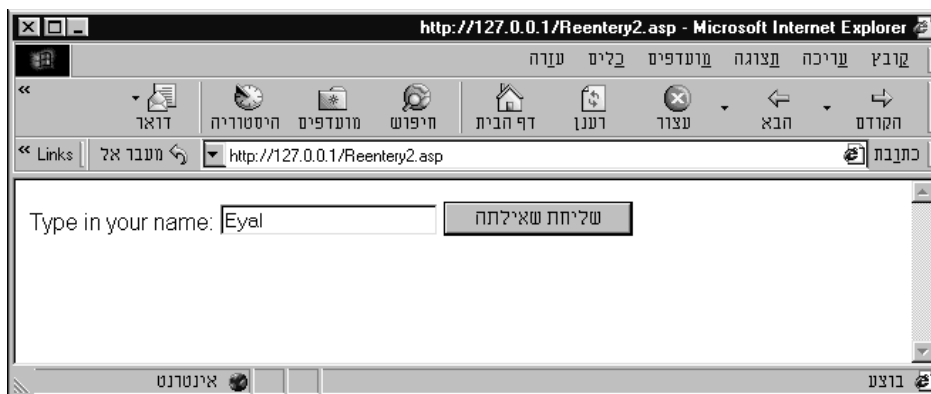 http://127.0.0.1/Reentery2.asp - Microsoft Internet Explorer
קובץ עריכה תצוגה מועדפים כלים עזרה
הקודם הבא עצור רענן דף הבית חיפוש מועדפים היסטוריה דואר »
כתובת http://127.0.0.1/Reentery2.asp מעבר אל Links »
Type in your name: Eyal שליחת שאילתה
בוצע אינטרנט